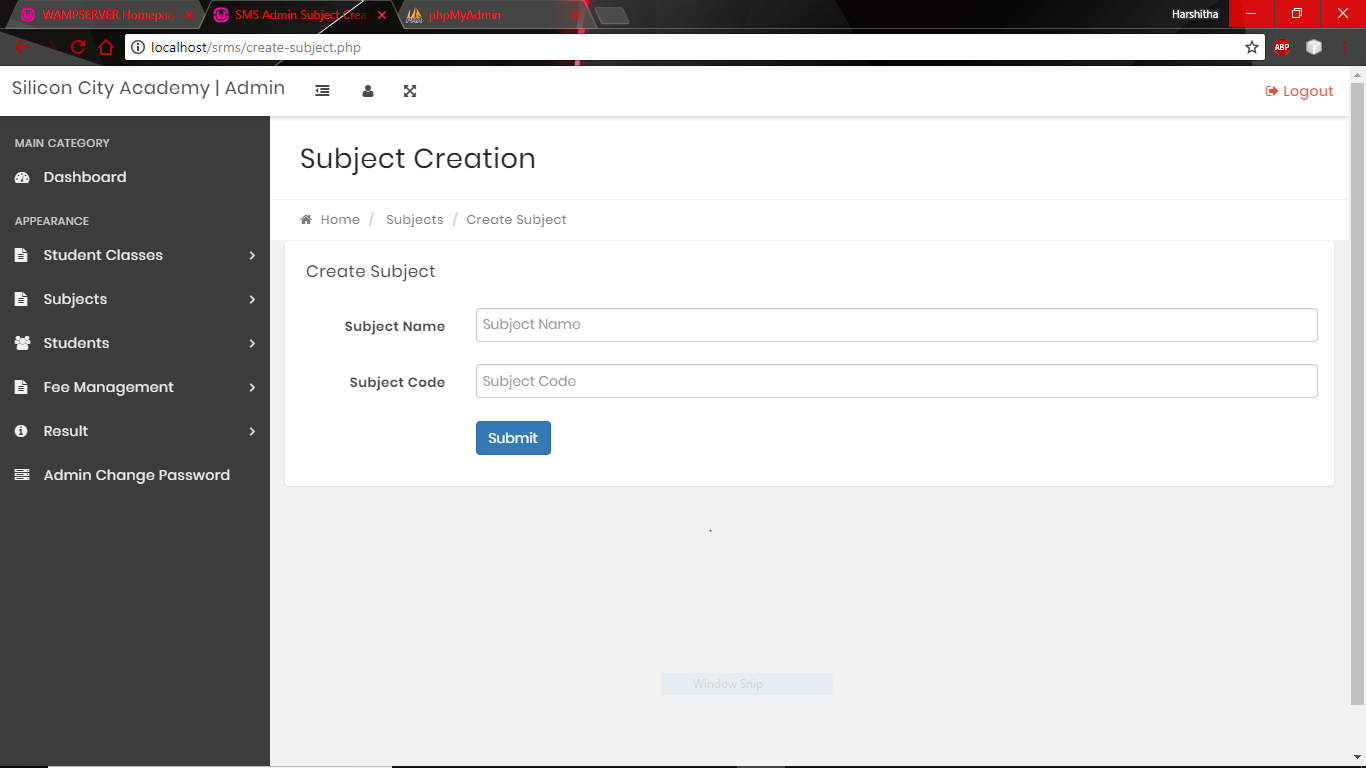 WAMPSERVER Homepag
SMS Admin Subject Crea
phpMyAdmin
Harshitha
localhost/srms/create-subject.php
ABP
Silicon City Academy | Admin
Logout
MAIN CATEGORY
Dashboard
APPEARANCE
Student Classes
Subjects
Students
Fee Management
Result
Admin Change Password
Subject Creation
Home / Subjects / Create Subject
Create Subject
Subject Name
Subject Name
Subject Code
Subject Code
Submit
Window Snip